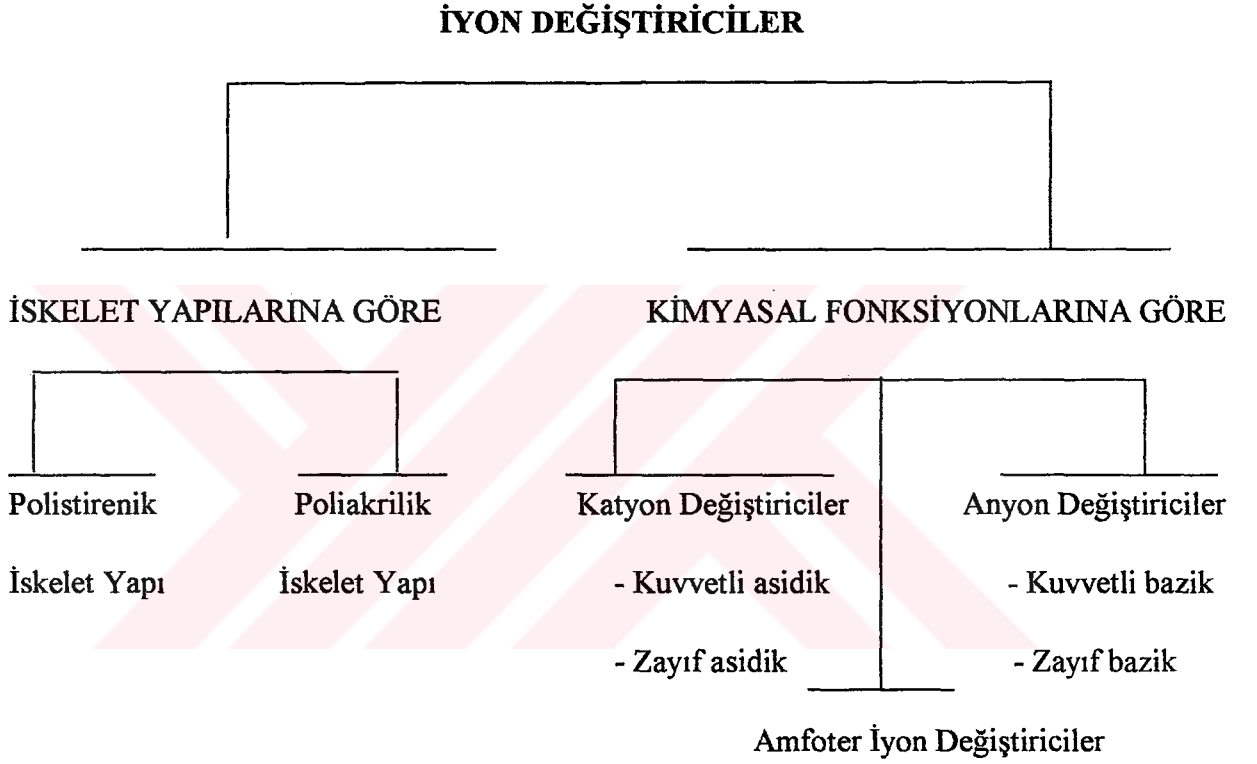 İYON DEĞİŞTİRİCİLER
İSKELET YAPILARINA GÖRE
KİMYASAL FONKSİYONLARINA GÖRE
Polistirenik
İskelet Yapı
Poliakrilik
İskelet Yapı
Katyon Değiştiriciler
- Kuvvetli asidik
- Zayıf asidik
Anyon Değiştiriciler
- Kuvvetli bazik
- Zayıf bazik
Amfoter İyon Değiştiriciler